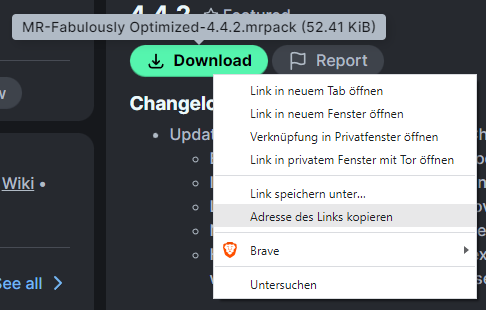 4.4.2 Featured
MR-Fabulously Optimized-4.4.2.mrpack (52.41 KiB)
Download
Report
w
Changelo
Updat
Link in neuem Tab öffnen
Link in neuem Fenster öffnen
Verknüpfung in Privatfenster öffnen
Link in privatem Fenster mit Tor öffnen
Wiki •
Link speichern unter...
Adresse des Links kopieren
Brave
See all
Untersuchen